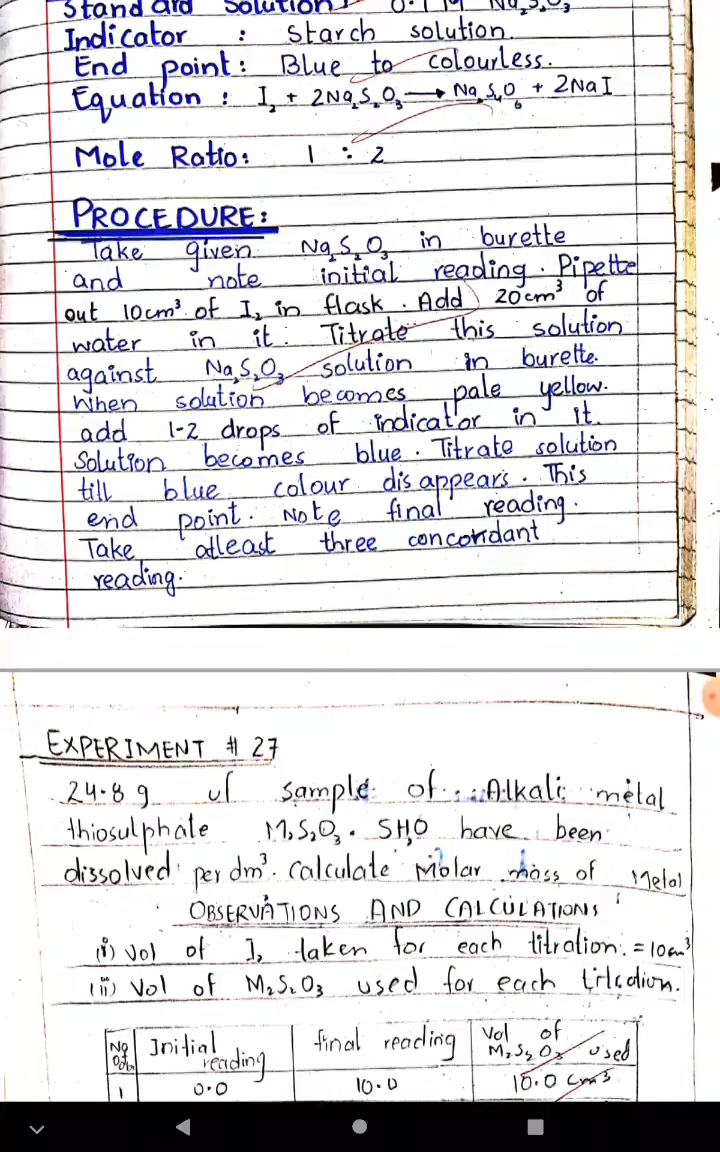 Standard Solution: 0.1 M Na₂S₂O₃
Indicator : Starch solution.
End point: Blue to colourless.
Equation : I₂ + 2Na₂S₂O₃ → Na₂S₄O₆ + 2NaI
Mole Ratio: 1 : 2
PROCEDURE:
Take given Na₂S₂O₃ in burette
and note initial reading. Pipette
out 10cm³ of I₂ in flask. Add 20cm³ of
water in it. Titrate this solution
against Na₂S₂O₃ solution in burette.
When solution becomes pale yellow.
add 1-2 drops of indicator in it.
Solution becomes blue. Titrate solution
till blue colour disappears. This
end point. Note final reading.
Take atleast three concordant
reading.
EXPERIMENT # 27
24.8 g of sample of Alkali metal
thiosulphate M₂S₂O₃. 5H₂O have been
dissolved per dm³. Calculate Molar mass of Metal
OBSERVATIONS AND CALCULATIONS
(i) Vol of I₂ taken for each titration. = 10cm³
(ii) Vol of M₂S₂O₃ used for each titration.
No of Obs Initial reading final reading Vol of M₂S₂O₃ used
1 0.0 10.0 10.0 cm³